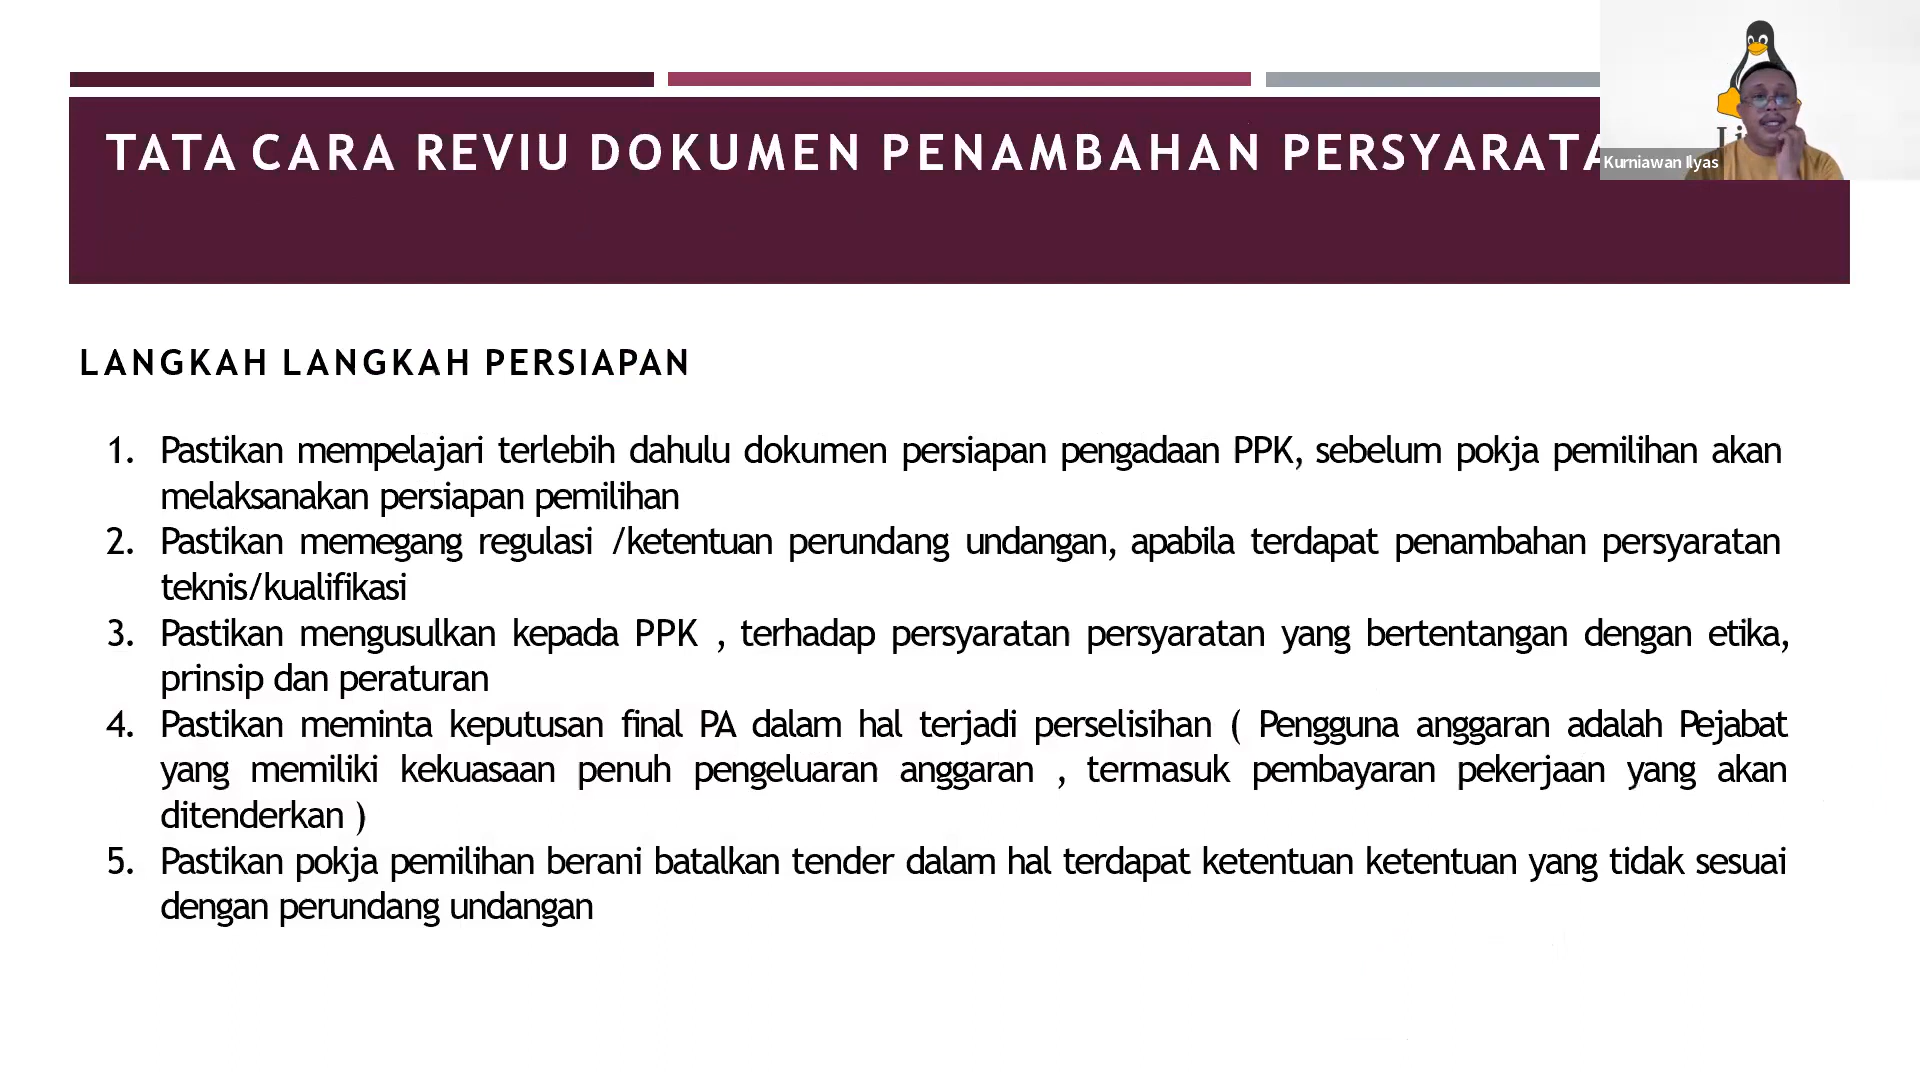 TATA CARA REVIU DOKUMEN PENAMBAHAN PERSYARATA
Kurniawan Ilyas
LANGKAH LANGKAH PERSIAPAN
1. Pastikan mempelajari terlebih dahulu dokumen persiapan pengadaan PPK, sebelum pokja pemilihan akan
melaksanakan persiapan pemilihan
2. Pastikan memegang regulasi /ketentuan perundang undangan, apabila terdapat penambahan persyaratan
teknis/kualifikasi
3. Pastikan mengusulkan kepada PPK , terhadap persyaratan persyaratan yang bertentangan dengan etika,
prinsip dan peraturan
4. Pastikan meminta keputusan final PA dalam hal terjadi perselisihan ( Pengguna anggaran adalah Pejabat
yang memiliki kekuasaan penuh pengeluaran anggaran , termasuk pembayaran pekerjaan yang akan
ditenderkan )
5. Pastikan pokja pemilihan berani batalkan tender dalam hal terdapat ketentuan ketentuan yang tidak sesuai
dengan perundang undangan